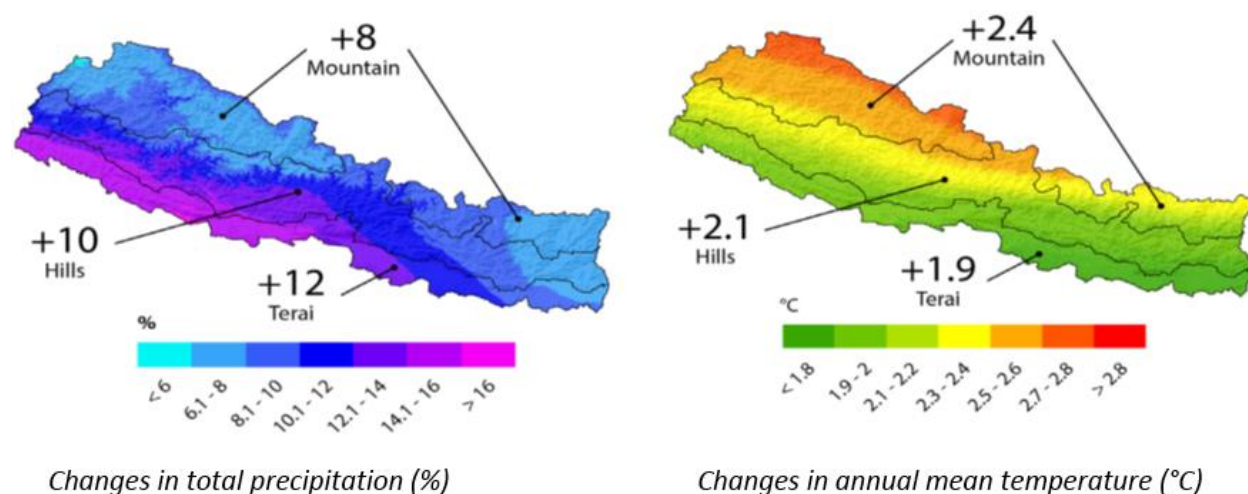 +8
Mountain
+10
Hills
+12
Terai
%
< 6
6.1 - 8
8.1 - 10
10.1 - 12
12.1 - 14
14.1 - 16
> 16
Changes in total precipitation (%)
+2.4
Mountain
+2.1
Hills
+1.9
Terai
°C
< 1.8
1.9 - 2
2.1 - 2.2
2.3 - 2.4
2.5 - 2.6
2.7 - 2.8
> 2.8
Changes in annual mean temperature (°C)